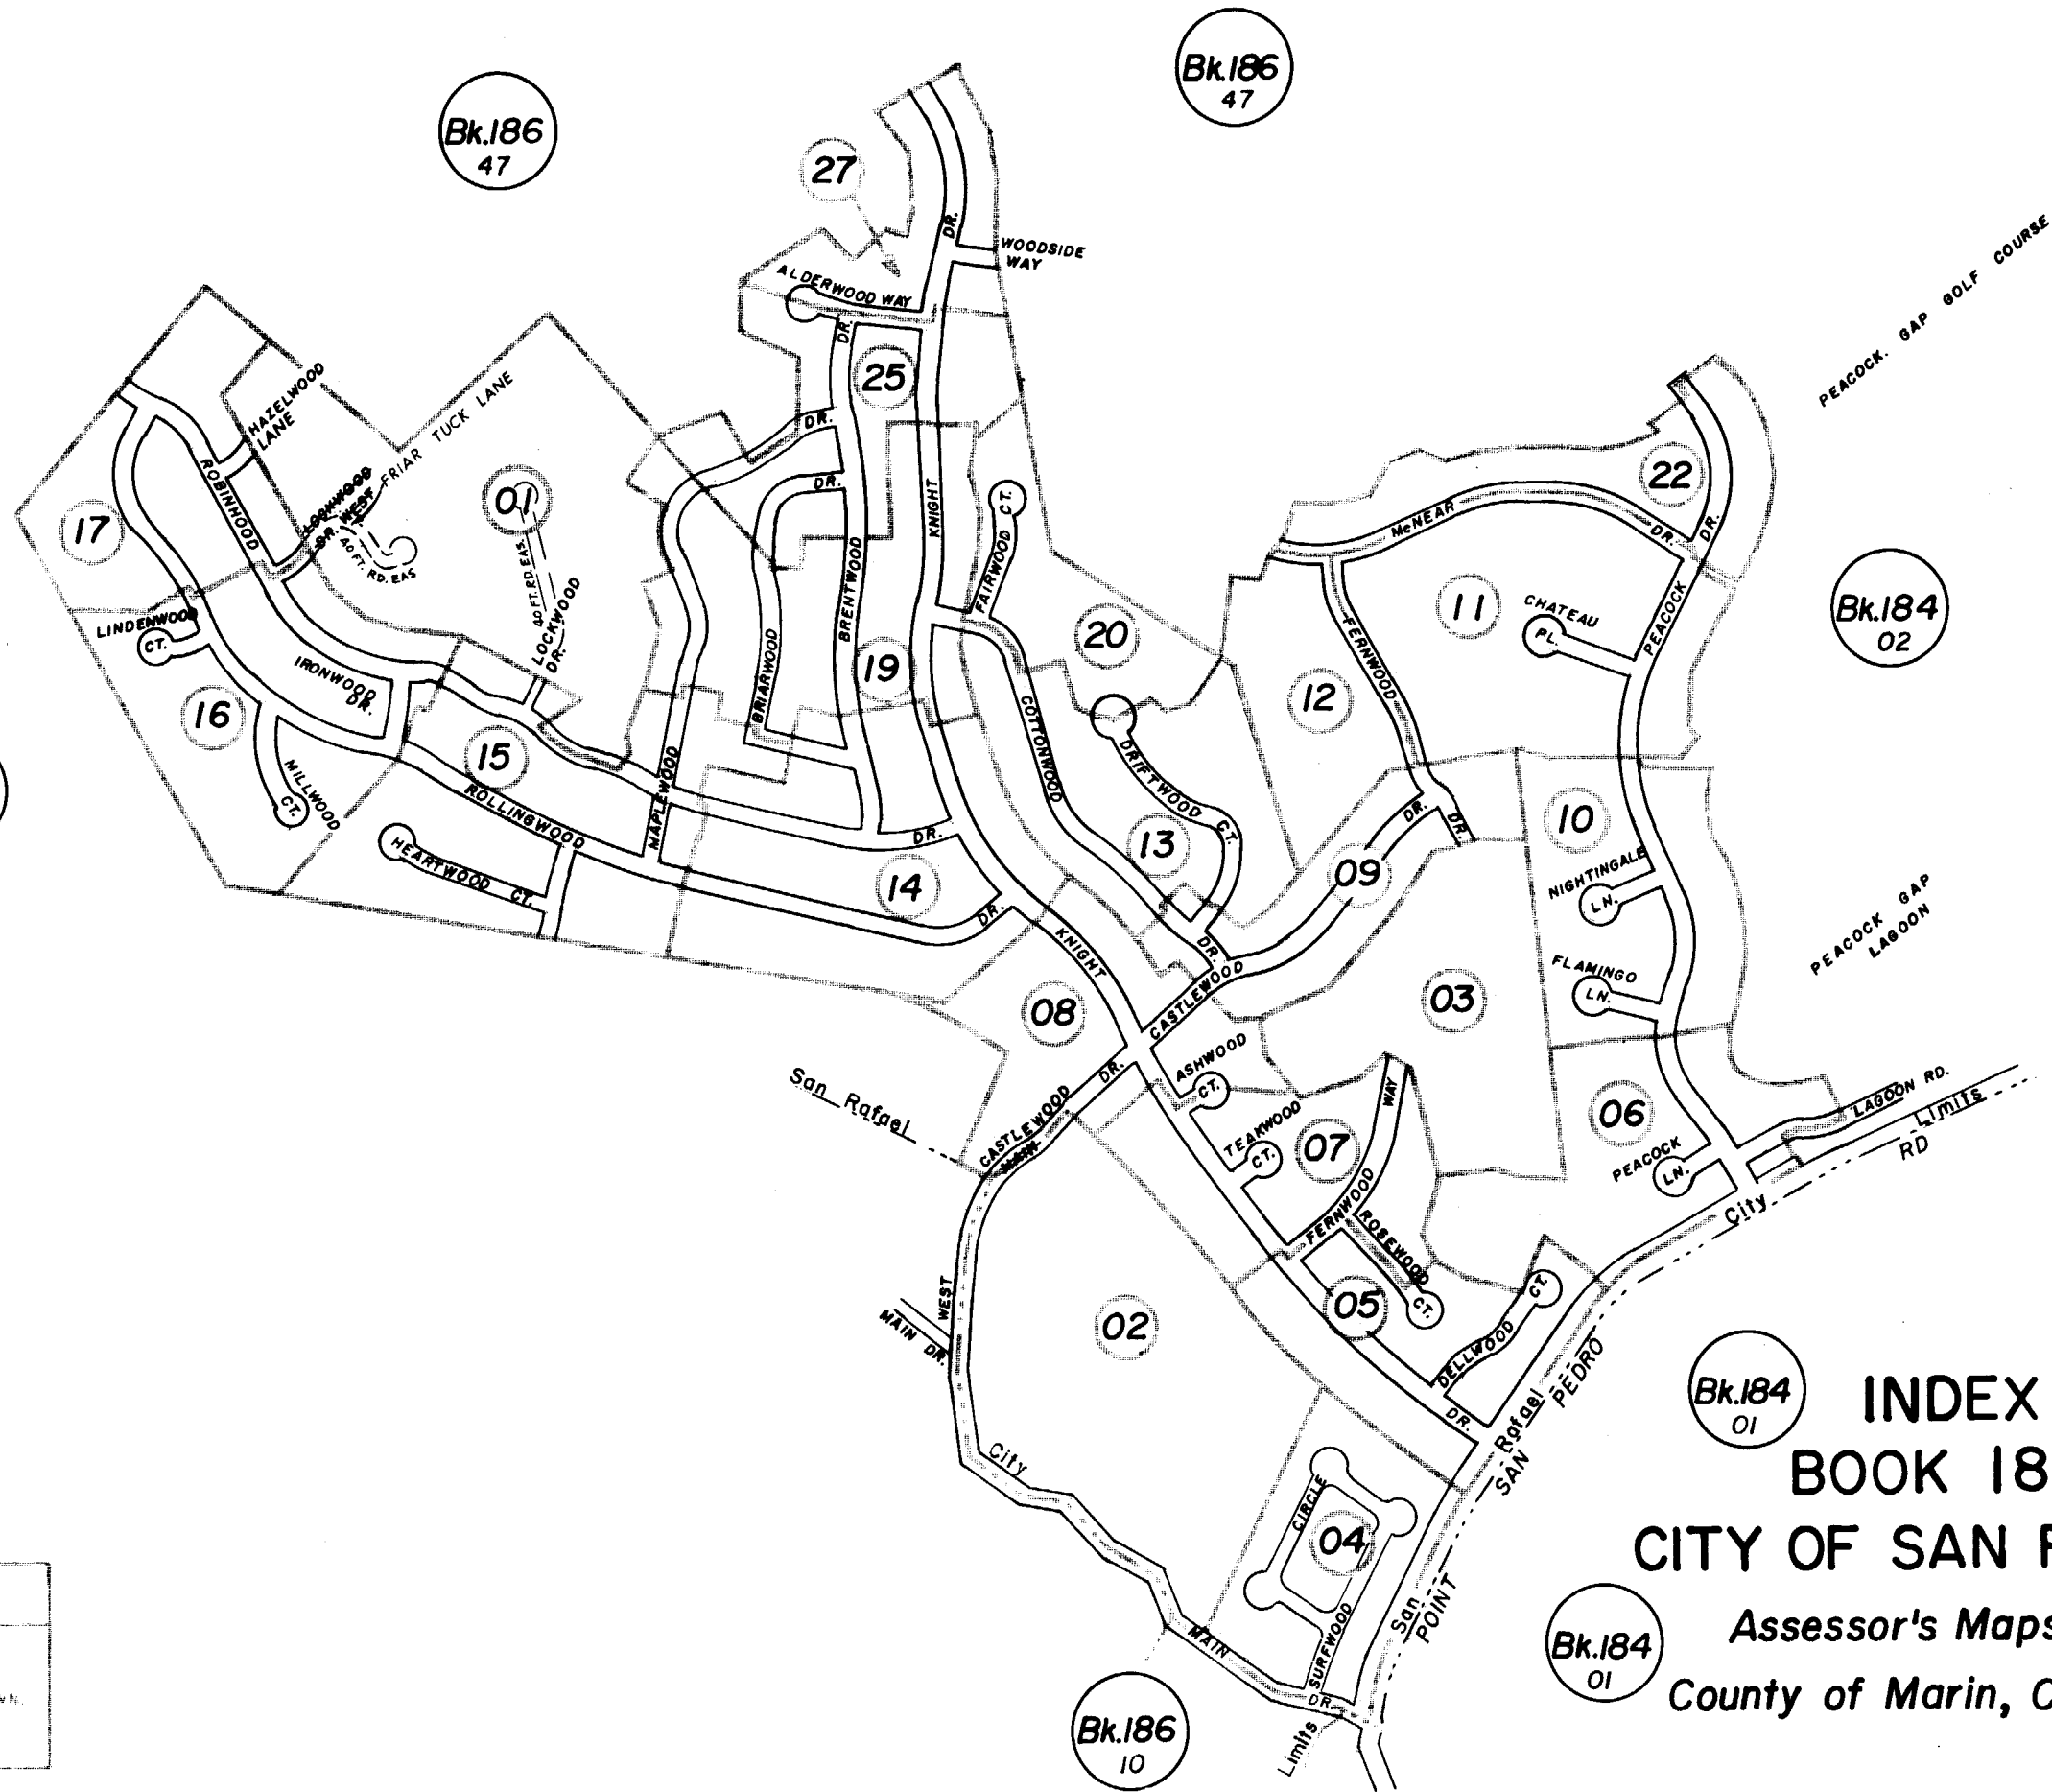 Bk.186
47
Bk.186
47
27
WOODSIDE
WAY
DR.
ALDERWOOD WAY
DR.
25
PEACOCK. GAP GOLF COURSE
HAZELWOOD
LANE
FRIAR TUCK LANE
LOCKWOOD
DR. WEST
40 FT. RD. EAS
ROBINHOOD
17
01
40 FT. RD. EAS.
LOCKWOOD
DR.
DR.
DR.
KNIGHT
FAIRWOOD CT.
BRENTWOOD
BRIARWOOD
19
20
22
McNEAR
DR.
DR.
PEACOCK
11
CHATEAU
PL.
FERNWOOD
12
Bk.184
02
LINDENWOOD
CT.
IRONWOOD
DR.
16
15
MILLWOOD
CT.
ROLLINGWOOD
MAPLEWOOD
HEARTWOOD CT.
DR.
14
DR.
COTTONWOOD
DRIFTWOOD CT.
13
DR.
DR.
09
10
NIGHTINGALE
LN.
FLAMINGO
LN.
PEACOCK GAP
LAGOON
KNIGHT
DR.
CASTLEWOOD
08
03
ASHWOOD
CT.
San Rafael
CASTLEWOOD DR.
MAIN
TEAKWOOD
CT.
07
WAY
FERNWOOD
ROSEWOOD
CT.
06
PEACOCK
LN.
LAGOON RD.
City Limits
RD
WEST
MAIN
DR.
02
05
DELLWOOD
CT.
DR.
San Rafael
POINT SAN PEDRO
City
CIRCLE
04
SURFWOOD
MAIN
DR.
Limits
Bk.184
01
INDEX
BOOK 18
CITY OF SAN
Bk.184
01
Assessor's Maps
County of Marin,
Bk.186
10